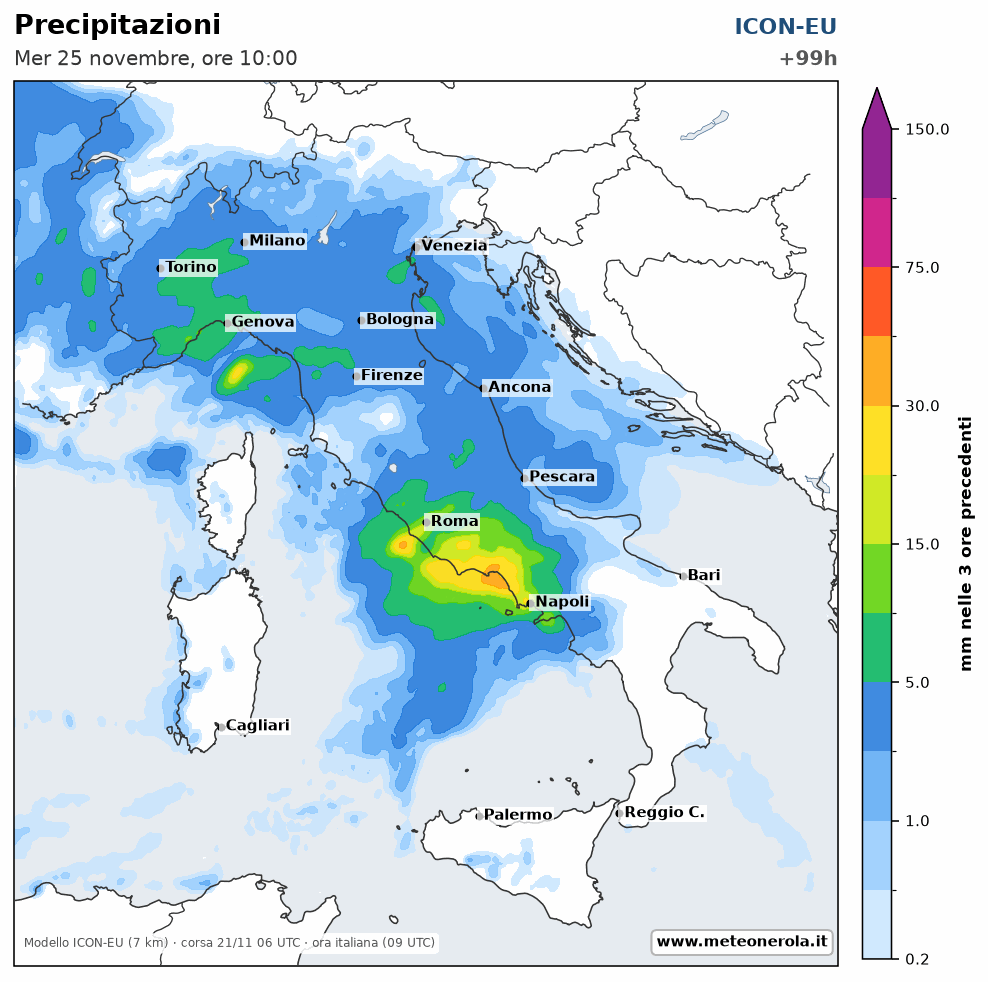 Precipitazioni
ICON-EU
Mer 25 novembre, ore 10:00
+99h
150.0
75.0
30.0
15.0
5.0
1.0
0.2
mm nelle 3 ore precedenti
Milano
Venezia
Torino
Genova
Bologna
Firenze
Ancona
Pescara
Roma
Bari
Napoli
Cagliari
Palermo
Reggio C.
Modello ICON-EU (7 km) · corsa 21/11 06 UTC · ora italiana (09 UTC)
www.meteonerola.it